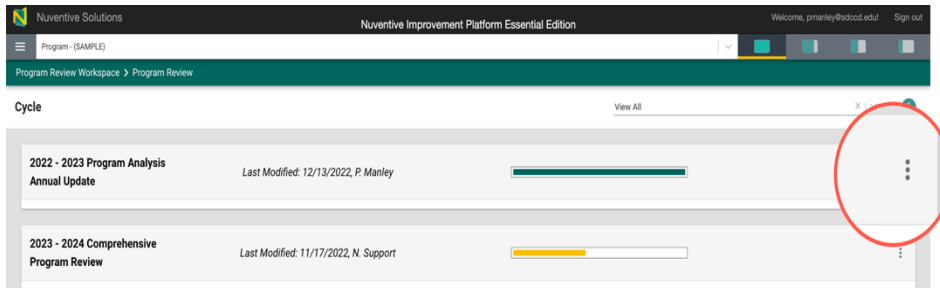 Nuventive Solutions
Nuventive Improvement Platform Essential Edition
Welcome, pmanley@sdccd.edu!
Sign out
Program - (SAMPLE)
Program Review Workspace > Program Review
Cycle
View All
X
2022 - 2023 Program Analysis
Annual Update
Last Modified: 12/13/2022, P. Manley
2023 - 2024 Comprehensive
Program Review
Last Modified: 11/17/2022, N. Support